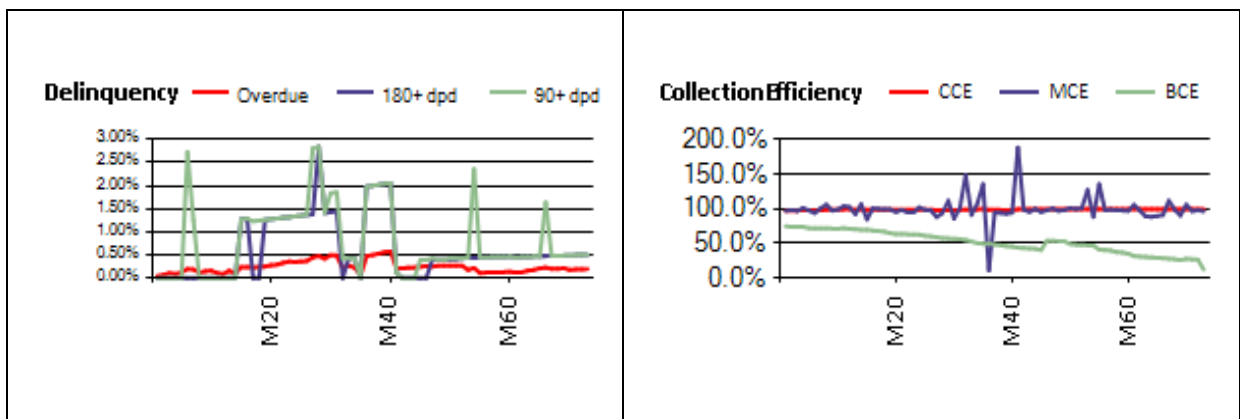 Delinquency Overdue 180+ dpd 90+ dpd
3.00%
2.50%
2.00%
1.50%
1.00%
0.50%
0.00%
M20
M40
M60
Collection Efficiency CCE MCE BCE
200.0%
150.0%
100.0%
50.0%
0.0%
M20
M40
M60